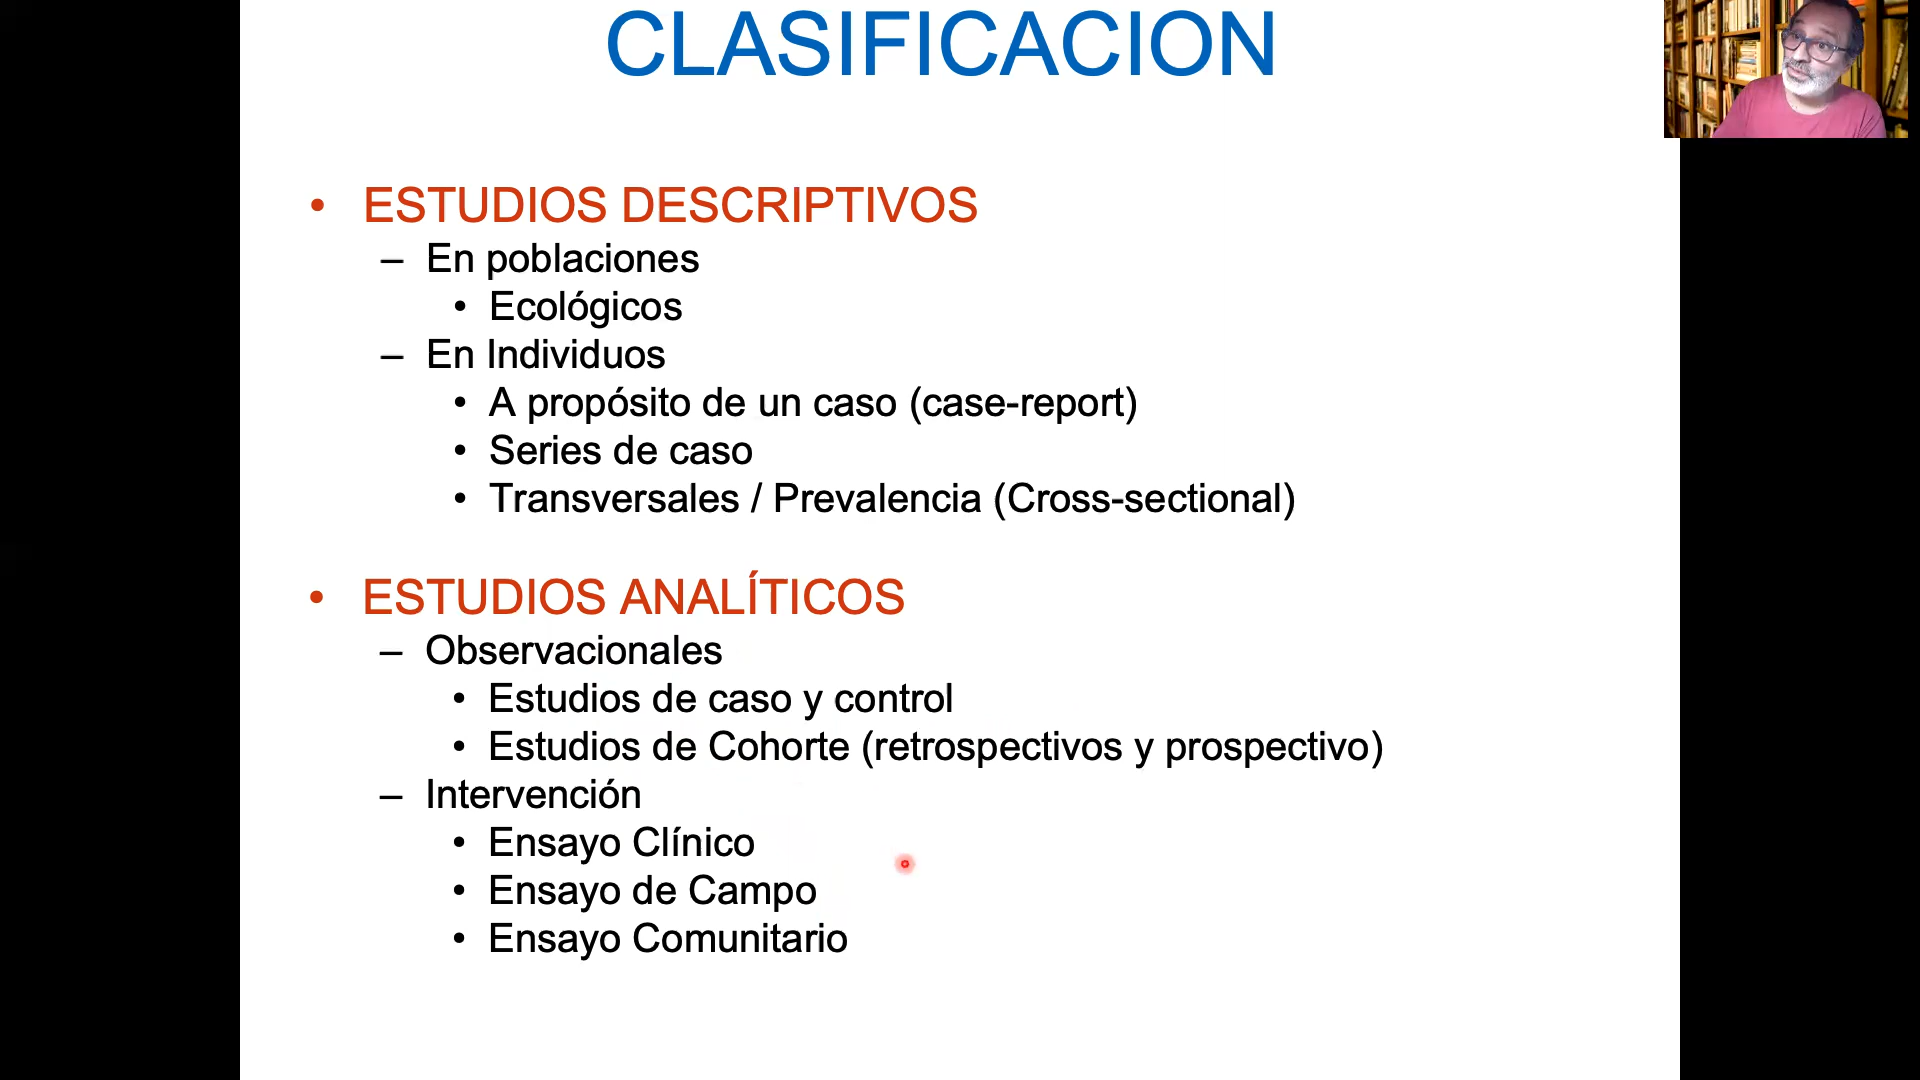 CLASIFICACION
• ESTUDIOS DESCRIPTIVOS
– En poblaciones
• Ecológicos
– En Individuos
• A propósito de un caso (case-report)
• Series de caso
• Transversales / Prevalencia (Cross-sectional)
• ESTUDIOS ANALÍTICOS
– Observacionales
• Estudios de caso y control
• Estudios de Cohorte (retrospectivos y prospectivo)
– Intervención
• Ensayo Clínico
• Ensayo de Campo
• Ensayo Comunitario